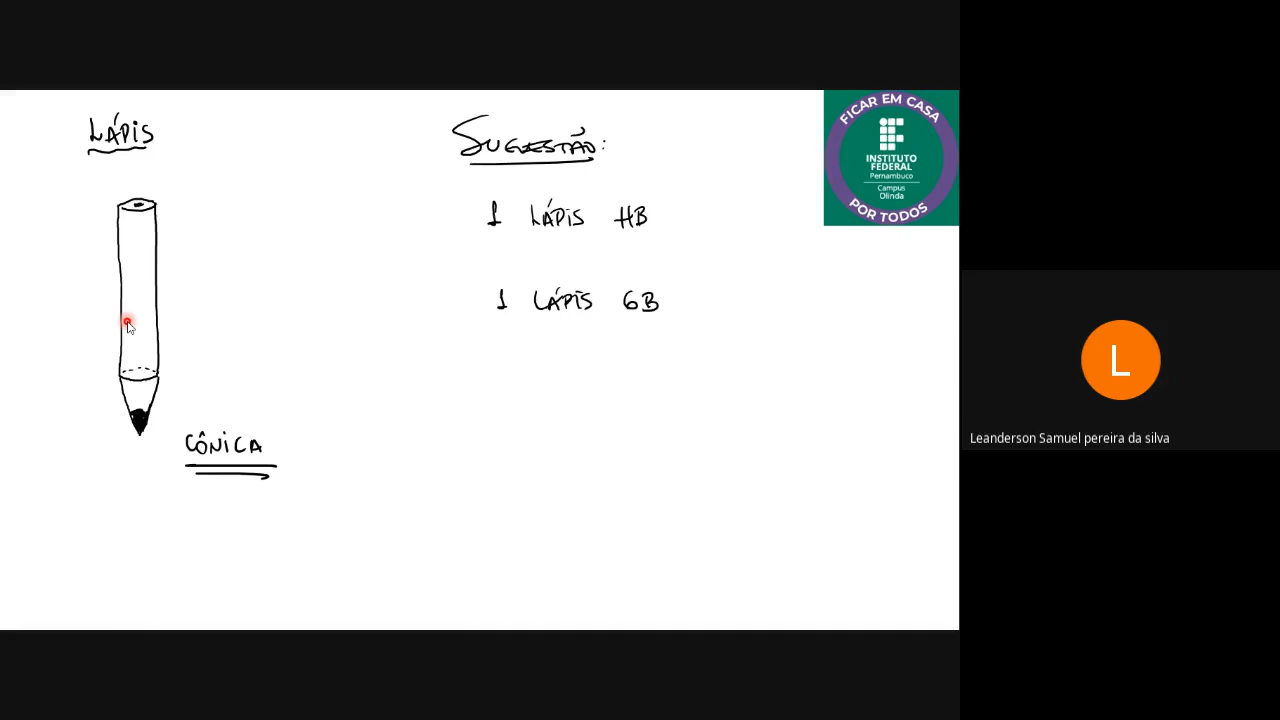 LÁPIS
SUGESTÃO:
1 LÁPIS HB
1 LÁPIS 6B
CÔNICA
FICAR EM CASA
INSTITUTO
FEDERAL
Pernambuco
Campus
Olinda
POR TODOS
L
Leanderson Samuel pereira da silva